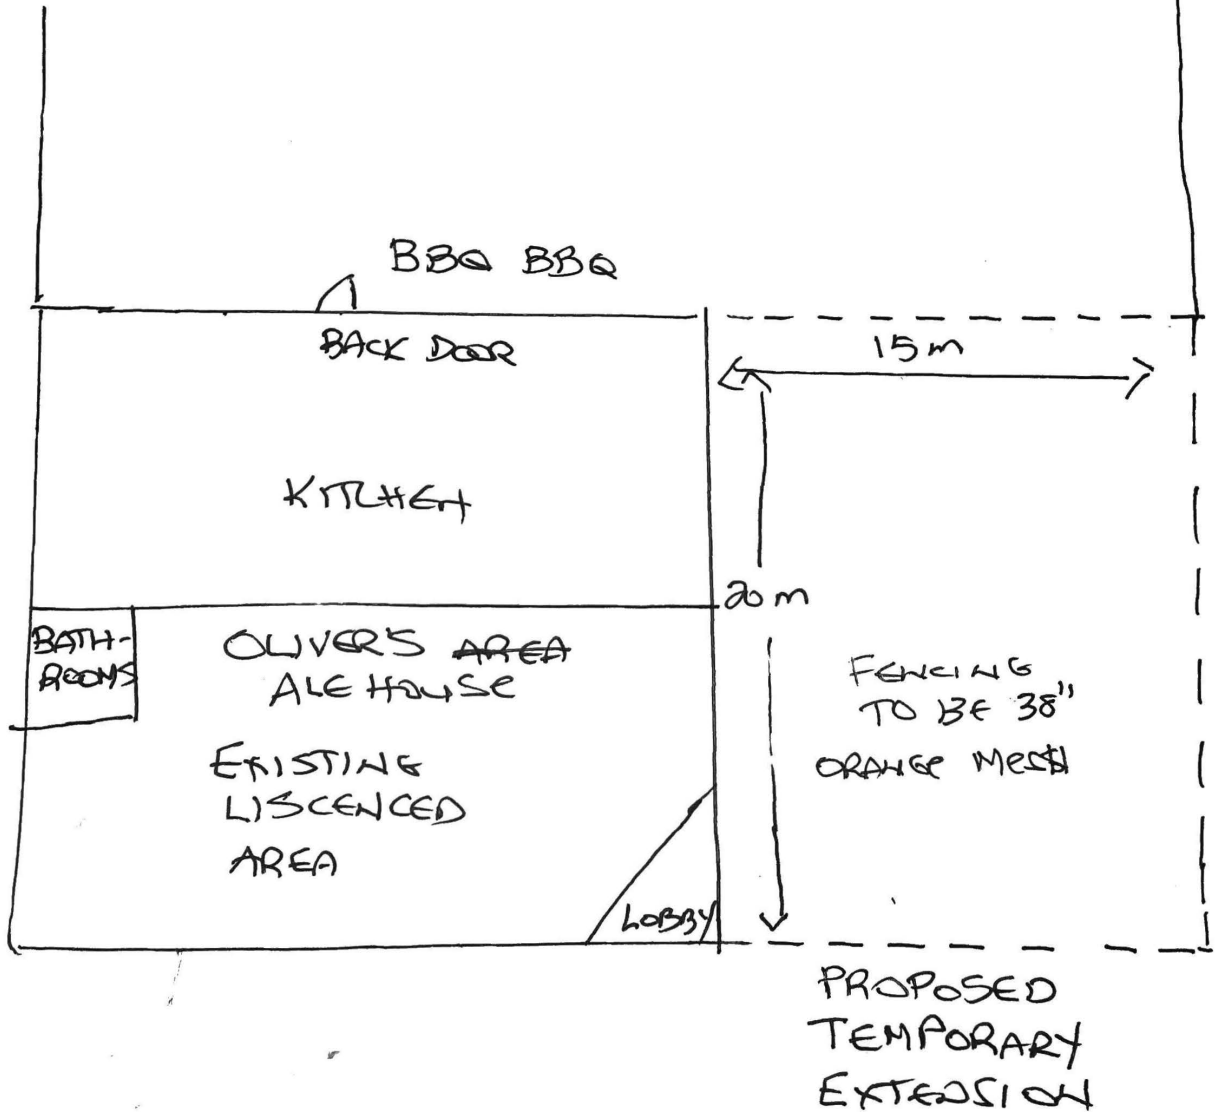 BBQ BBQ
BACK DOOR
15m
KITCHEN
20m
BATH-
ROOMS
OLIVER'S AREA
ALE HOUSE
FENCING
TO BE 38"
ORANGE MESH
EXISTING
LISCENCED
AREA
LOBBY
PROPOSED
TEMPORARY
EXTENSION